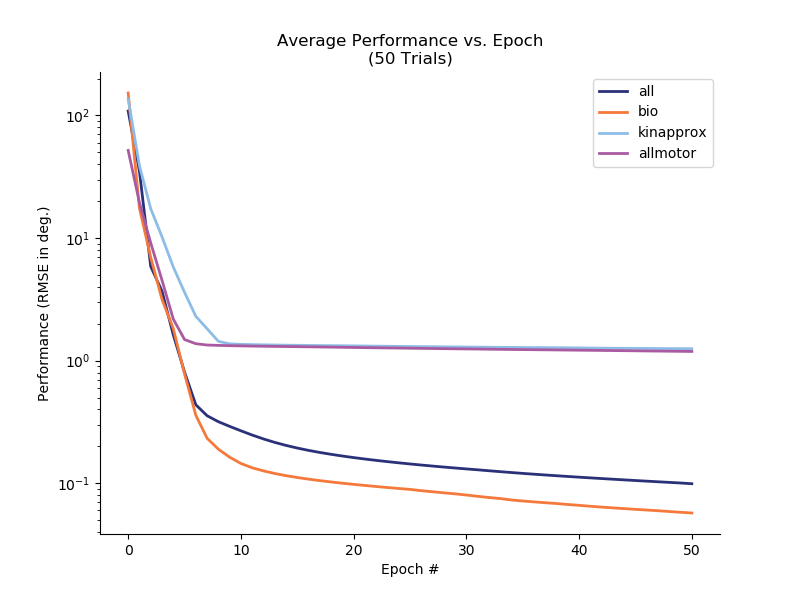 Average Performance vs. Epoch
(50 Trials)
all
bio
kinapprox
allmotor
Performance (RMSE in deg.)
10²
10¹
10⁰
10⁻¹
0 10 20 30 40 50
Epoch #